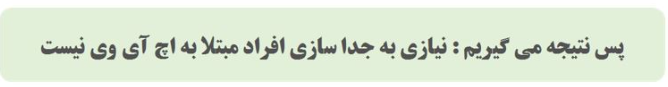 پس نتیجه می گیریم : نیازی به جدا سازی افراد مبتلا به اچ آی وی نیست